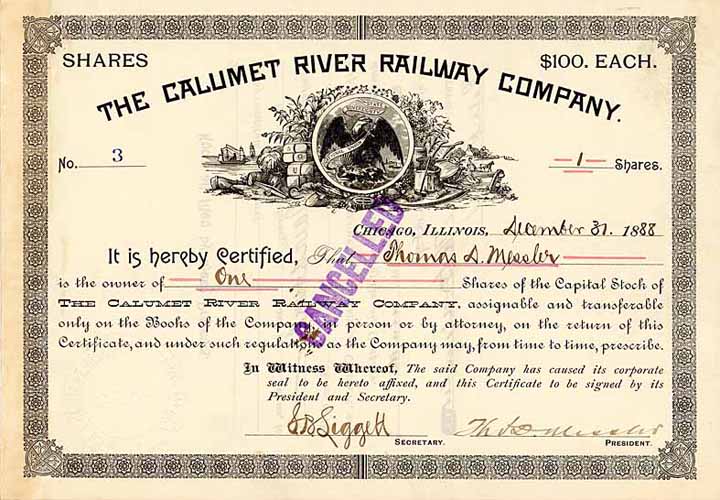 SHARES $100. EACH.
THE CALUMET RIVER RAILWAY COMPANY.
No. 3 1 Shares.
CHICAGO, ILLINOIS, December 31. 1888
It is hereby Certified, That Thomas D. Messler
is the owner of One Shares of the Capital Stock of
THE CALUMET RIVER RAILWAY COMPANY, assignable and transferable
only on the Books of the Company, in person or by attorney, on the return of this
Certificate, and under such regulations as the Company may, from time to time, prescribe.
CANCELLED
In Witness Whereof, The said Company has caused its corporate
seal to be hereto affixed, and this Certificate to be signed by its
President and Secretary.
S B Liggett Th. D. Messler
SECRETARY. PRESIDENT.